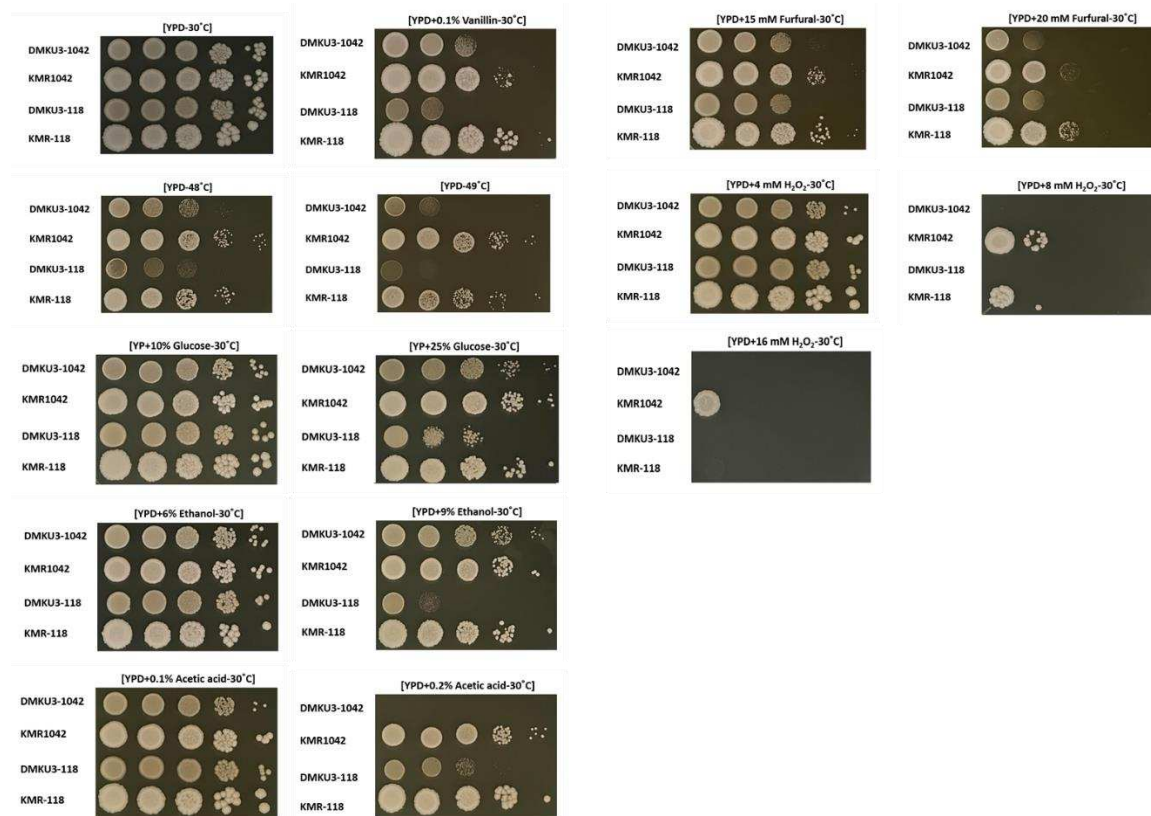 [YPD-30˚C]
DMKU3-1042
KMR1042
DMKU3-118
KMR-118
[YPD+0.1% Vanillin-30˚C]
DMKU3-1042
KMR1042
DMKU3-118
KMR-118
[YPD+15 mM Furfural-30˚C]
DMKU3-1042
KMR1042
DMKU3-118
KMR-118
[YPD+20 mM Furfural-30˚C]
DMKU3-1042
KMR1042
DMKU3-118
KMR-118
[YPD-48˚C]
DMKU3-1042
KMR1042
DMKU3-118
KMR-118
[YPD-49˚C]
DMKU3-1042
KMR1042
DMKU3-118
KMR-118
[YPD+4 mM H₂O₂-30˚C]
DMKU3-1042
KMR1042
DMKU3-118
KMR-118
[YPD+8 mM H₂O₂-30˚C]
DMKU3-1042
KMR1042
DMKU3-118
KMR-118
[YP+10% Glucose-30˚C]
DMKU3-1042
KMR1042
DMKU3-118
KMR-118
[YP+25% Glucose-30˚C]
DMKU3-1042
KMR1042
DMKU3-118
KMR-118
[YPD+16 mM H₂O₂-30˚C]
DMKU3-1042
KMR1042
DMKU3-118
KMR-118
[YPD+6% Ethanol-30˚C]
DMKU3-1042
KMR1042
DMKU3-118
KMR-118
[YPD+9% Ethanol-30˚C]
DMKU3-1042
KMR1042
DMKU3-118
KMR-118
[YPD+0.1% Acetic acid-30˚C]
DMKU3-1042
KMR1042
DMKU3-118
KMR-118
[YPD+0.2% Acetic acid-30˚C]
DMKU3-1042
KMR1042
DMKU3-118
KMR-118